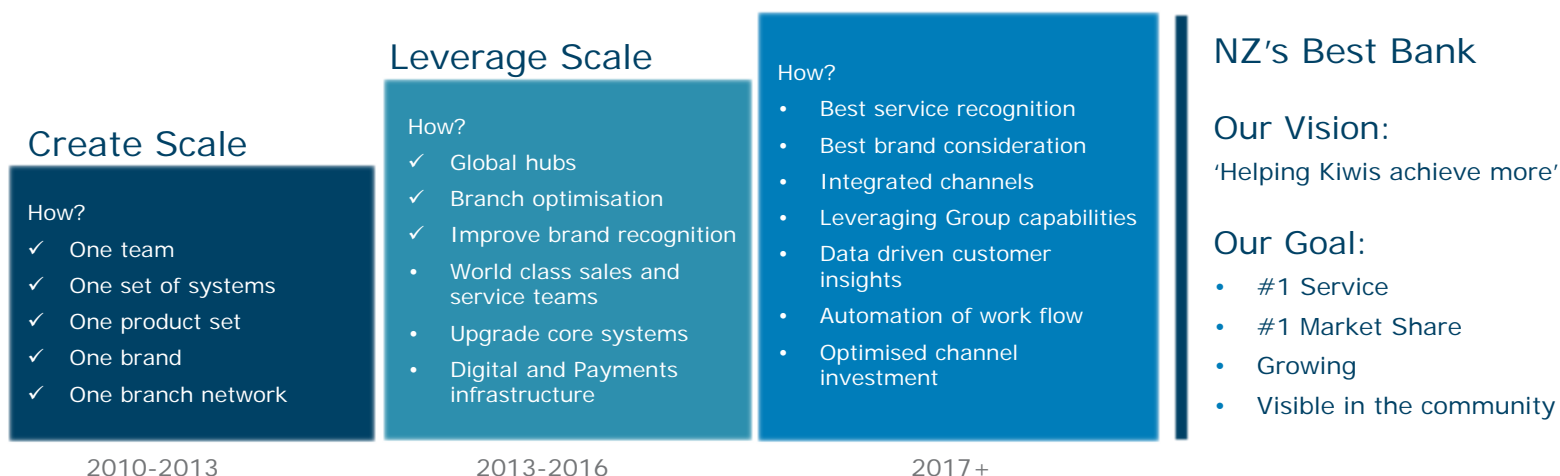 Create Scale
How?
✓ One team
✓ One set of systems
✓ One product set
✓ One brand
✓ One branch network
2010-2013
Leverage Scale
How?
✓ Global hubs
✓ Branch optimisation
✓ Improve brand recognition
• World class sales and
service teams
• Upgrade core systems
• Digital and Payments
infrastructure
2013-2016
How?
• Best service recognition
• Best brand consideration
• Integrated channels
• Leveraging Group capabilities
• Data driven customer
insights
• Automation of work flow
• Optimised channel
investment
2017+
NZ's Best Bank
Our Vision:
‘Helping Kiwis achieve more’
Our Goal:
• #1 Service
• #1 Market Share
• Growing
• Visible in the community